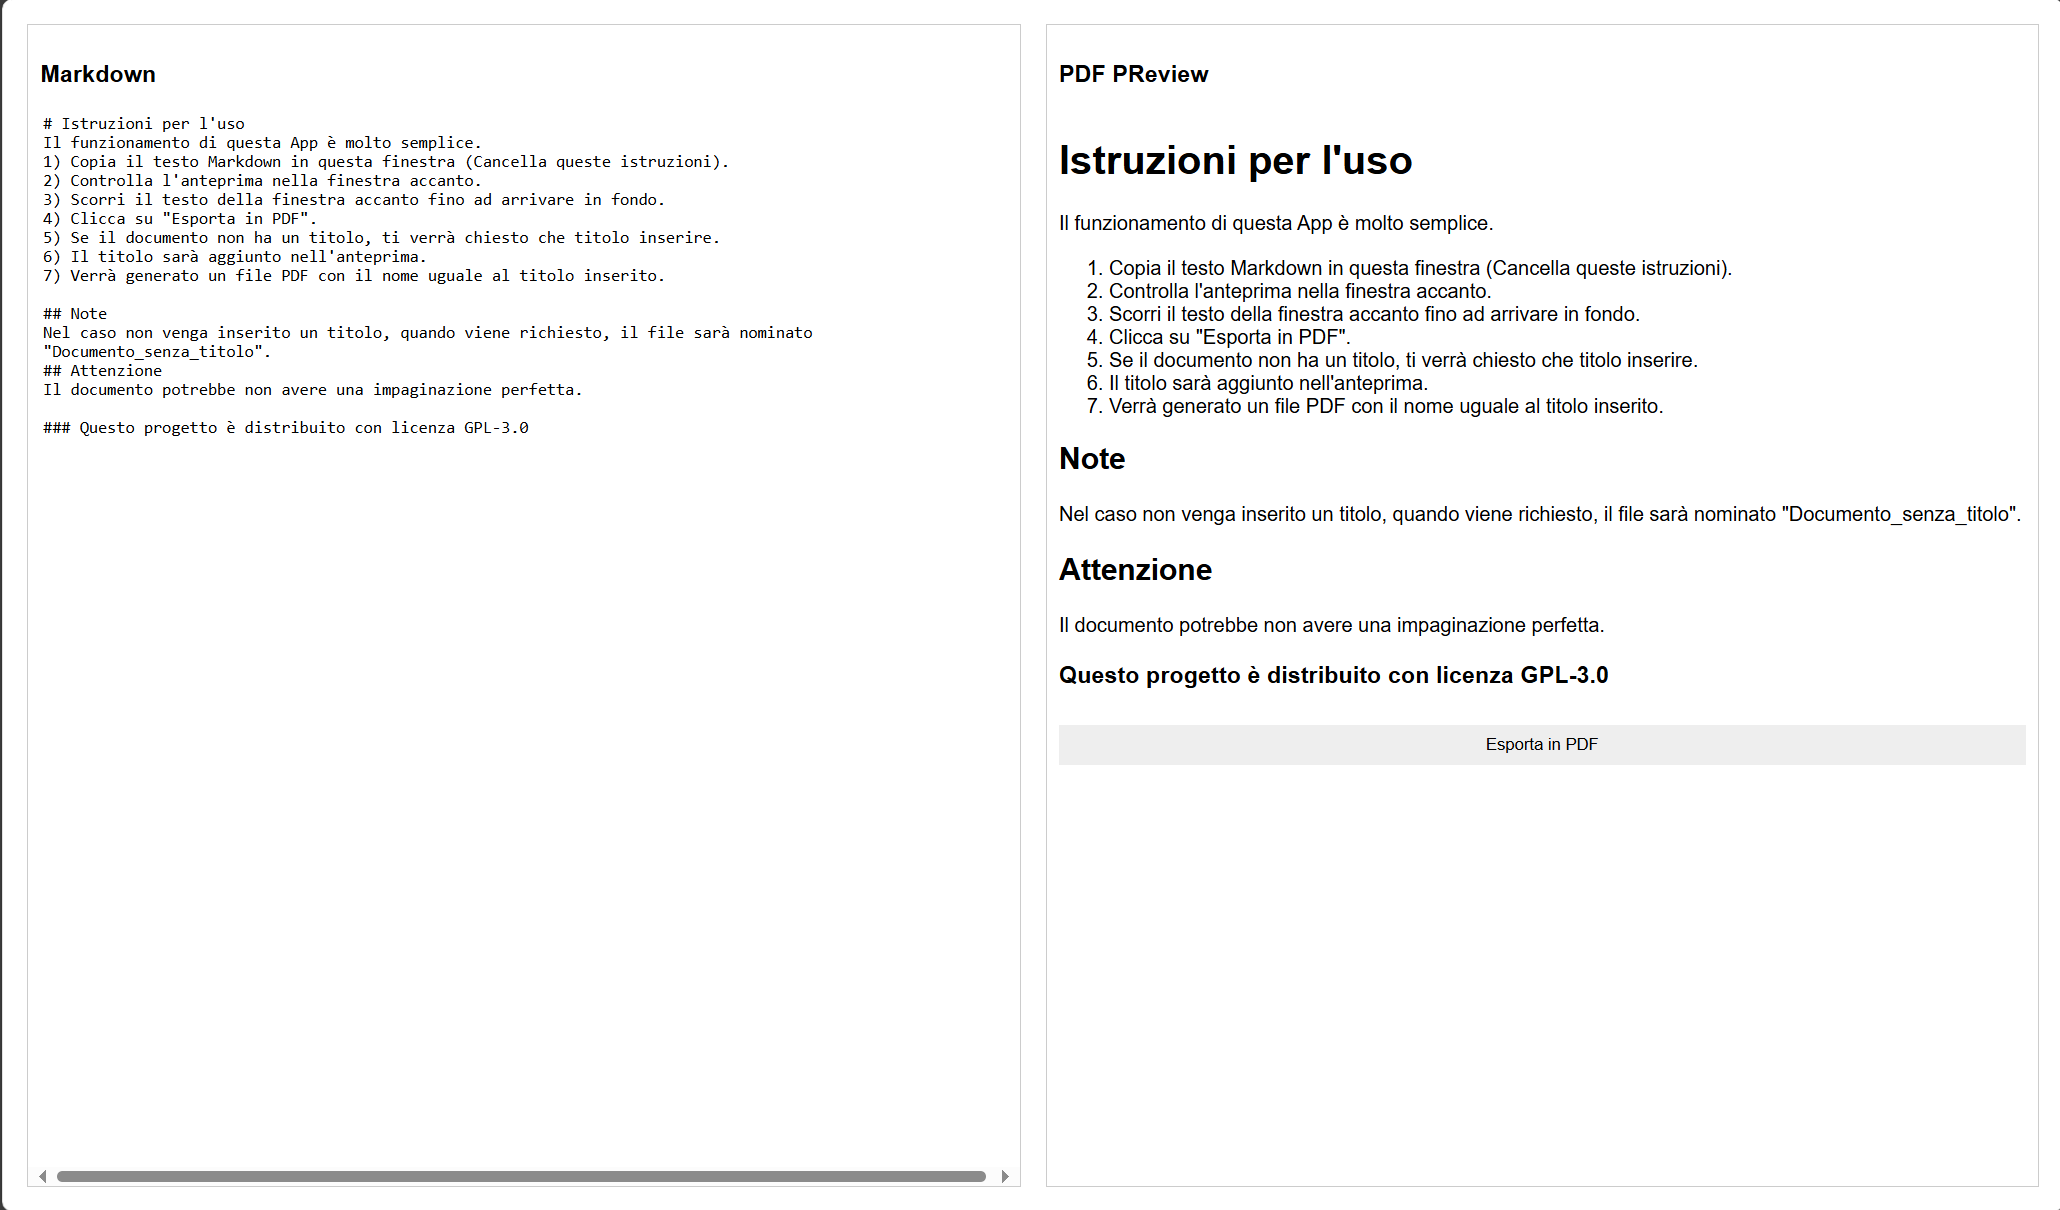 Markdown
# Istruzioni per l'uso
Il funzionamento di questa App è molto semplice.
1) Copia il testo Markdown in questa finestra (Cancella queste istruzioni).
2) Controlla l'anteprima nella finestra accanto.
3) Scorri il testo della finestra accanto fino ad arrivare in fondo.
4) Clicca su "Esporta in PDF".
5) Se il documento non ha un titolo, ti verrà chiesto che titolo inserire.
6) Il titolo sarà aggiunto nell'anteprima.
7) Verrà generato un file PDF con il nome uguale al titolo inserito.
## Note
Nel caso non venga inserito un titolo, quando viene richiesto, il file sarà nominato
"Documento_senza_titolo".
## Attenzione
Il documento potrebbe non avere una impaginazione perfetta.
### Questo progetto è distribuito con licenza GPL-3.0
PDF PReview
Istruzioni per l'uso
Il funzionamento di questa App è molto semplice.
1. Copia il testo Markdown in questa finestra (Cancella queste istruzioni).
2. Controlla l'anteprima nella finestra accanto.
3. Scorri il testo della finestra accanto fino ad arrivare in fondo.
4. Clicca su "Esporta in PDF".
5. Se il documento non ha un titolo, ti verrà chiesto che titolo inserire.
6. Il titolo sarà aggiunto nell'anteprima.
7. Verrà generato un file PDF con il nome uguale al titolo inserito.
Note
Nel caso non venga inserito un titolo, quando viene richiesto, il file sarà nominato "Documento_senza_titolo".
Attenzione
Il documento potrebbe non avere una impaginazione perfetta.
Questo progetto è distribuito con licenza GPL-3.0
Esporta in PDF